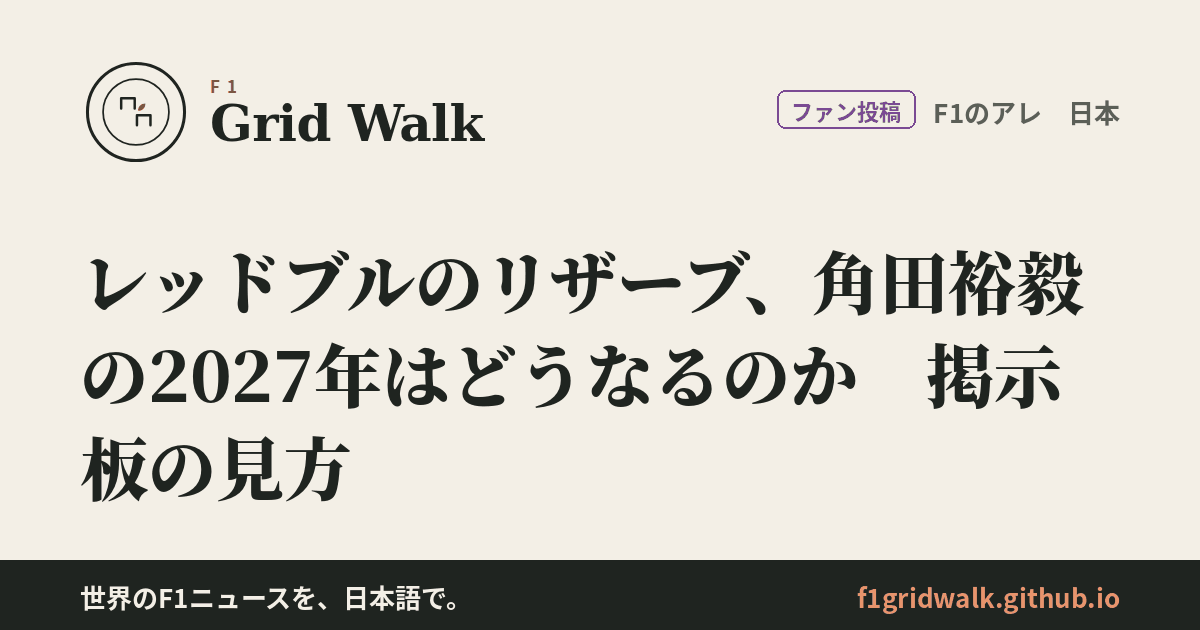 F1
Grid Walk
ファン投稿
F1のアレ　日本
レッドブルのリザーブ、角田裕毅
の2027年はどうなるのか　掲示
板の見方
世界のF1ニュースを、日本語で。
f1gridwalk.github.io